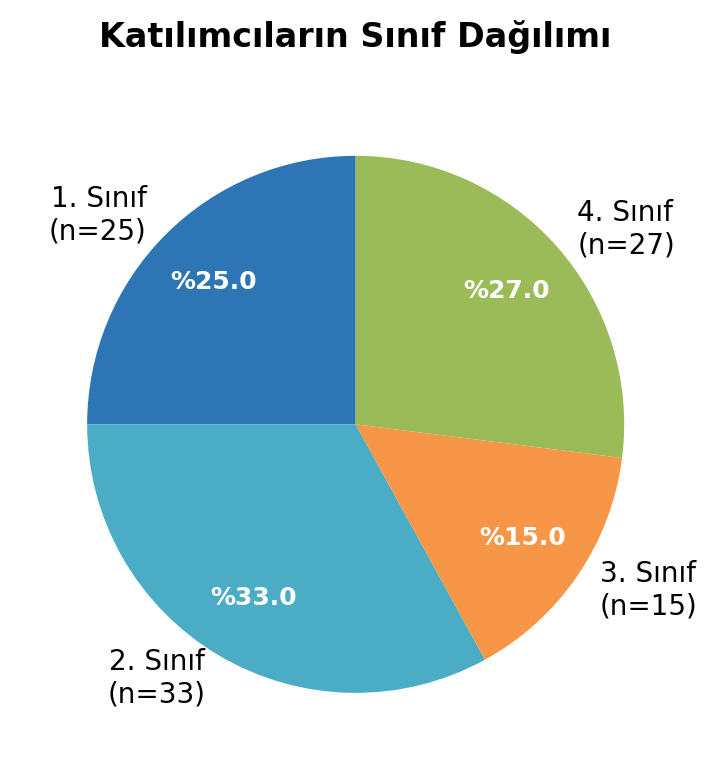 Katılımcıların Sınıf Dağılımı
1. Sınıf
(n=25)
%25.0
4. Sınıf
(n=27)
%27.0
%15.0
3. Sınıf
(n=15)
%33.0
2. Sınıf
(n=33)